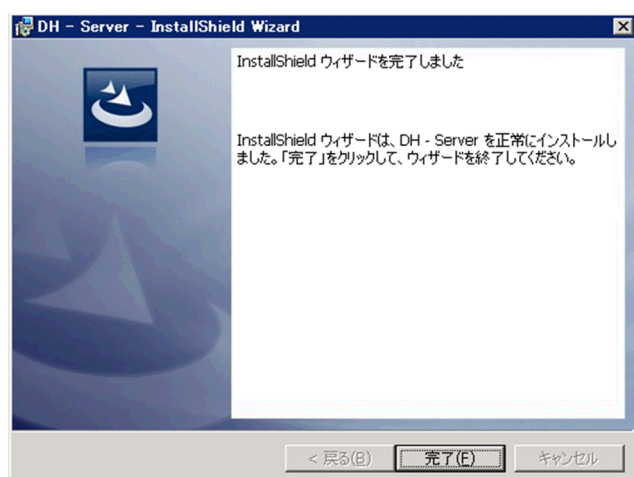 DH - Server - InstallShield Wizard
InstallShield ウィザードを完了しました
InstallShield ウィザードは、DH - Server を正常にインストールし
ました。「完了」をクリックして、ウィザードを終了してください。
< 戻る(B)
完了(F)
キャンセル